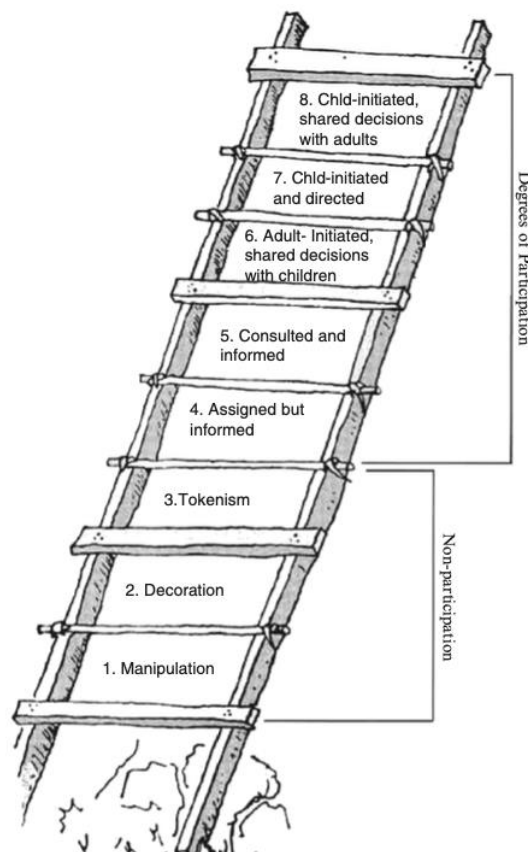 8. Chld-initiated,
shared decisions
with adults
7. Chld-initiated
and directed
6. Adult- Initiated,
shared decisions
with children
5. Consulted and
informed
4. Assigned but
informed
3.Tokenism
2. Decoration
1. Manipulation
Degrees of Participation
Non-participation